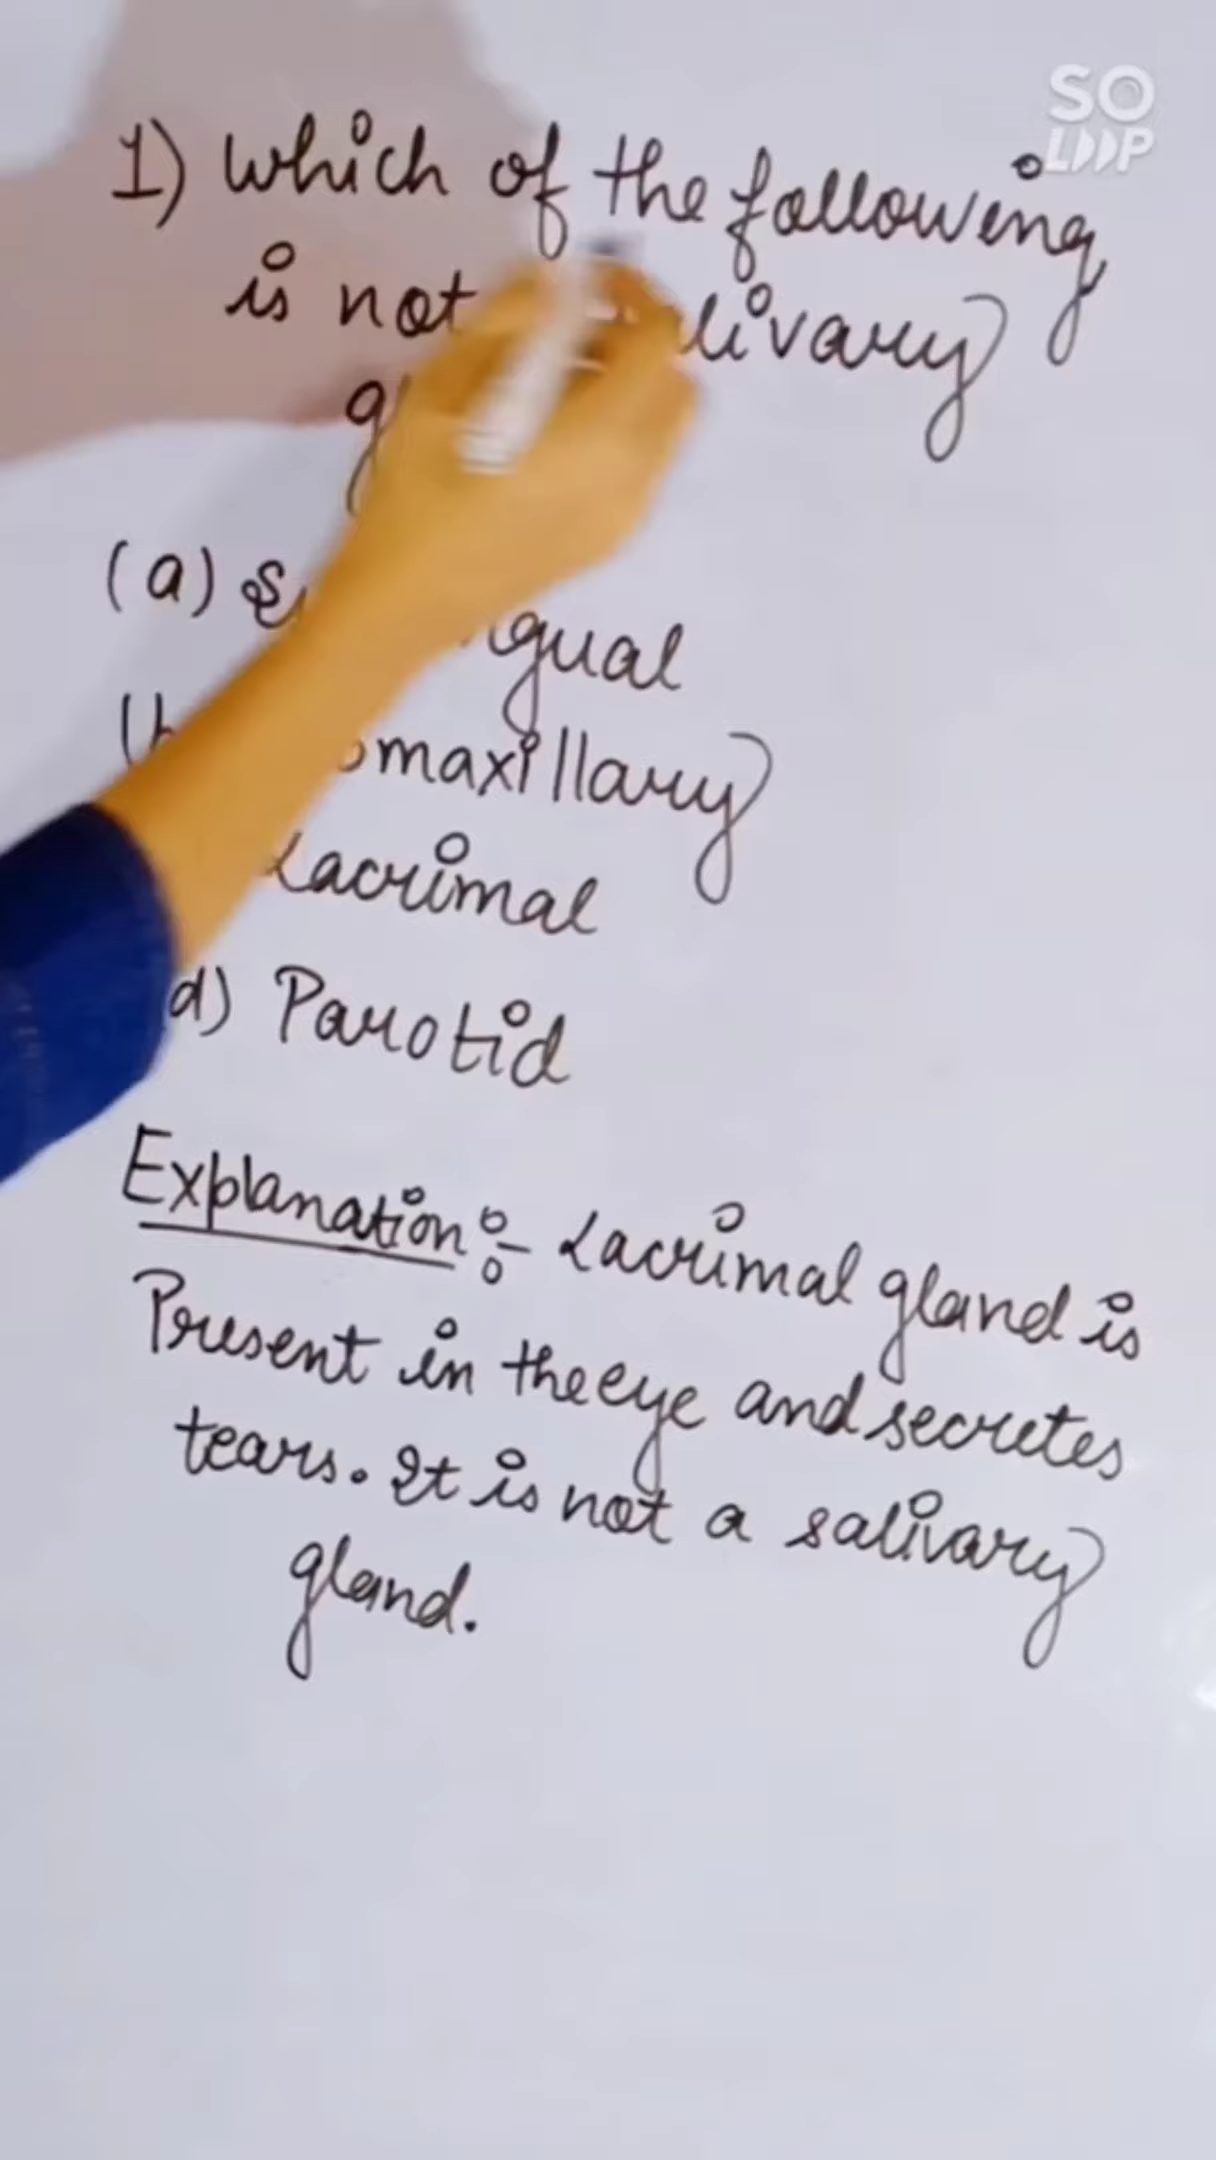 SO
LOOP
1) which of the following
is not livary
(a) gual
maxillary
Lacrimal
d) Parotid
Explanation:- Lacrimal gland is
Present in the eye and secretes
tears. It is not a salivary
gland.